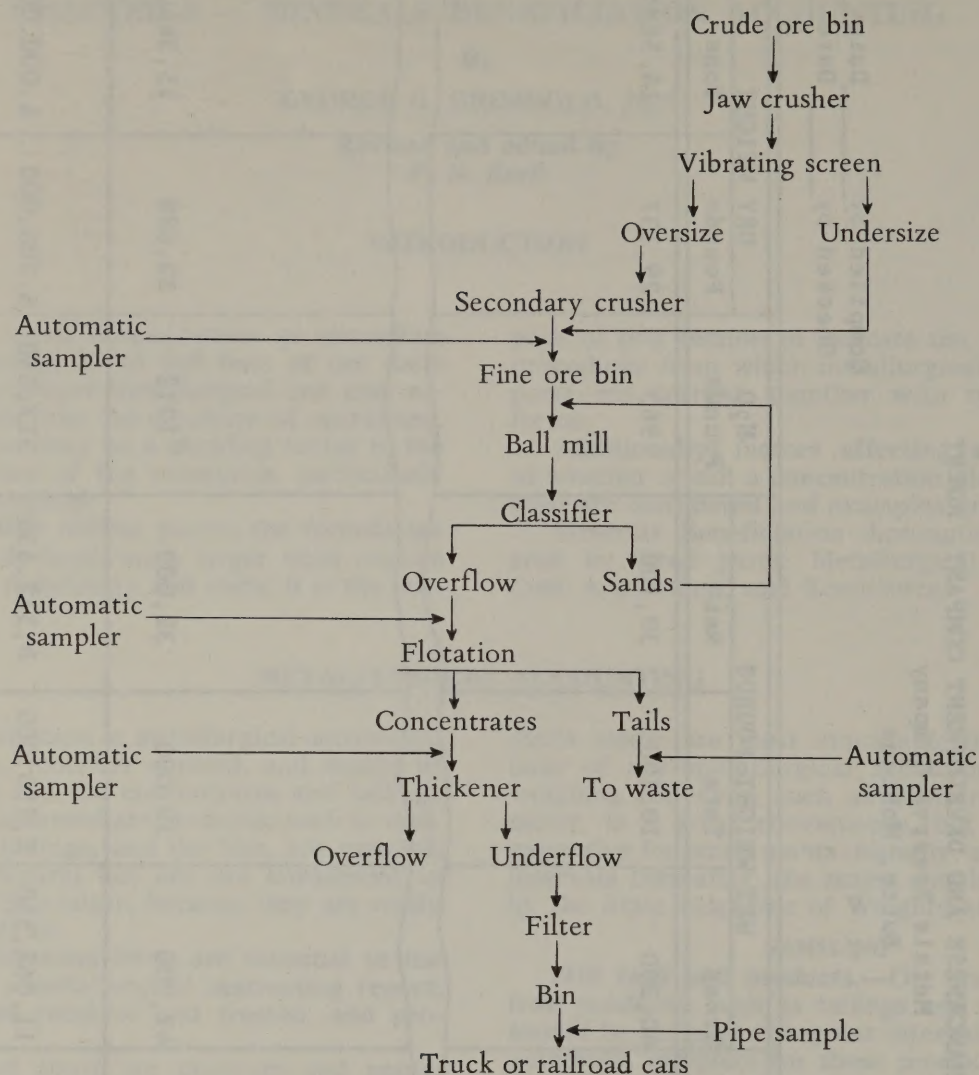 Crude ore bin
Jaw crusher
Vibrating screen
Oversize
Undersize
Secondary crusher
Automatic
sampler
Fine ore bin
Ball mill
Classifier
Overflow
Sands
Automatic
sampler
Flotation
Concentrates
Tails
Automatic
sampler
Thickener
To waste
Automatic
sampler
Overflow
Underflow
Filter
Bin
Pipe sample
Truck or railroad cars